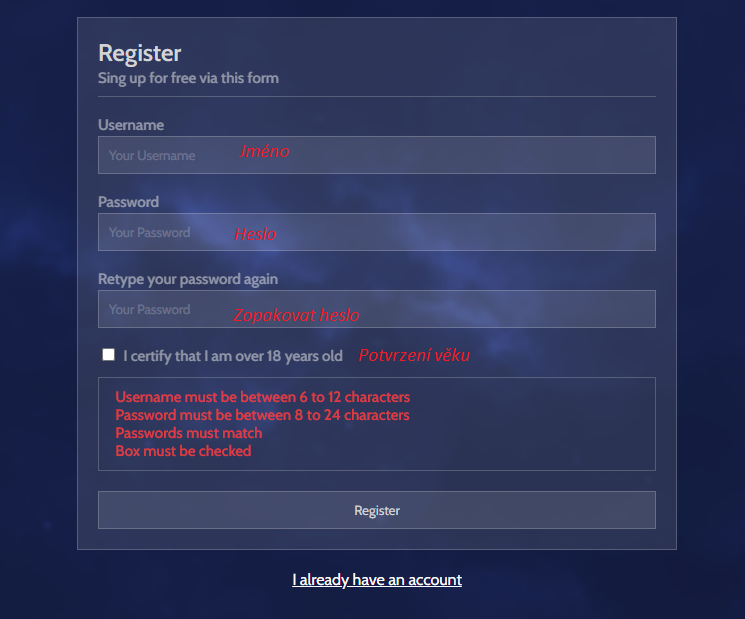 Register
Sing up for free via this form
Username
Your Username Jméno
Password
Your Password Heslo
Retype your password again
Your Password Zopakovat heslo
I certify that I am over 18 years old Potvrzení věku
Username must be between 6 to 12 characters
Password must be between 8 to 24 characters
Passwords must match
Box must be checked
Register
I already have an account